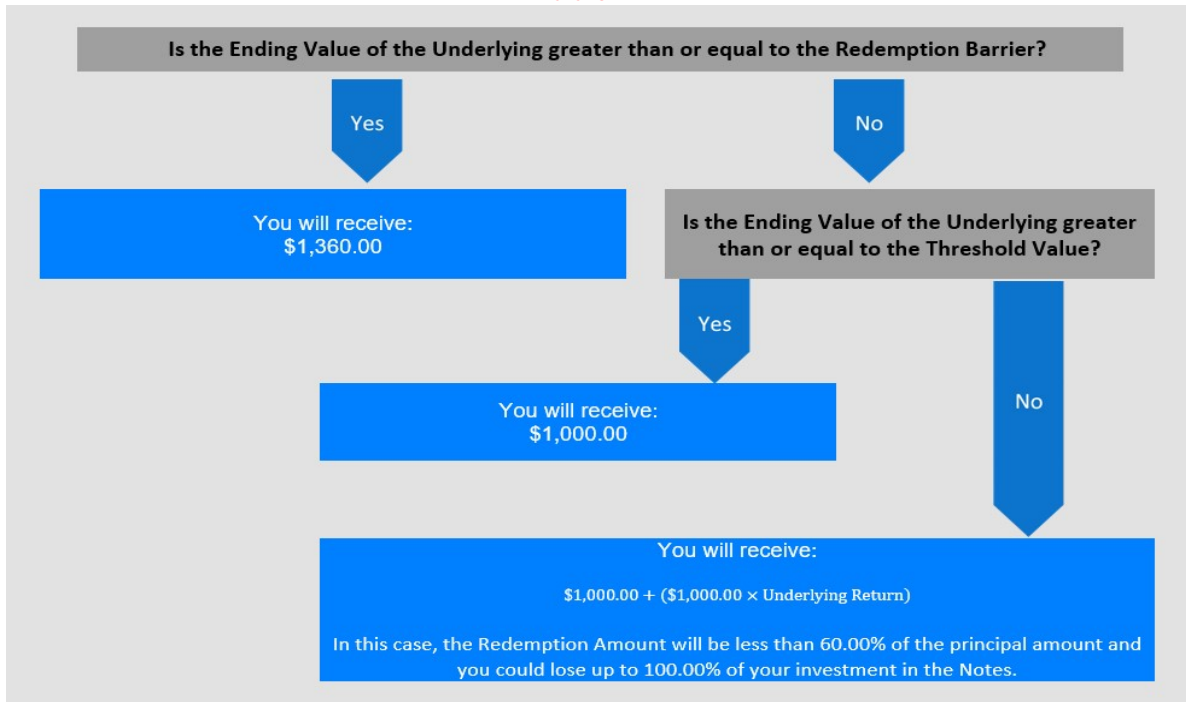 Is the Ending Value of the Underlying greater than or equal to the Redemption Barrier?
Yes
No
You will receive:
$1,360.00
Is the Ending Value of the Underlying greater
than or equal to the Threshold Value?
Yes
No
You will receive:
$1,000.00
You will receive:
$1,000.00 + ($1,000.00 × Underlying Return)
In this case, the Redemption Amount will be less than 60.00% of the principal amount and
you could lose up to 100.00% of your investment in the Notes.